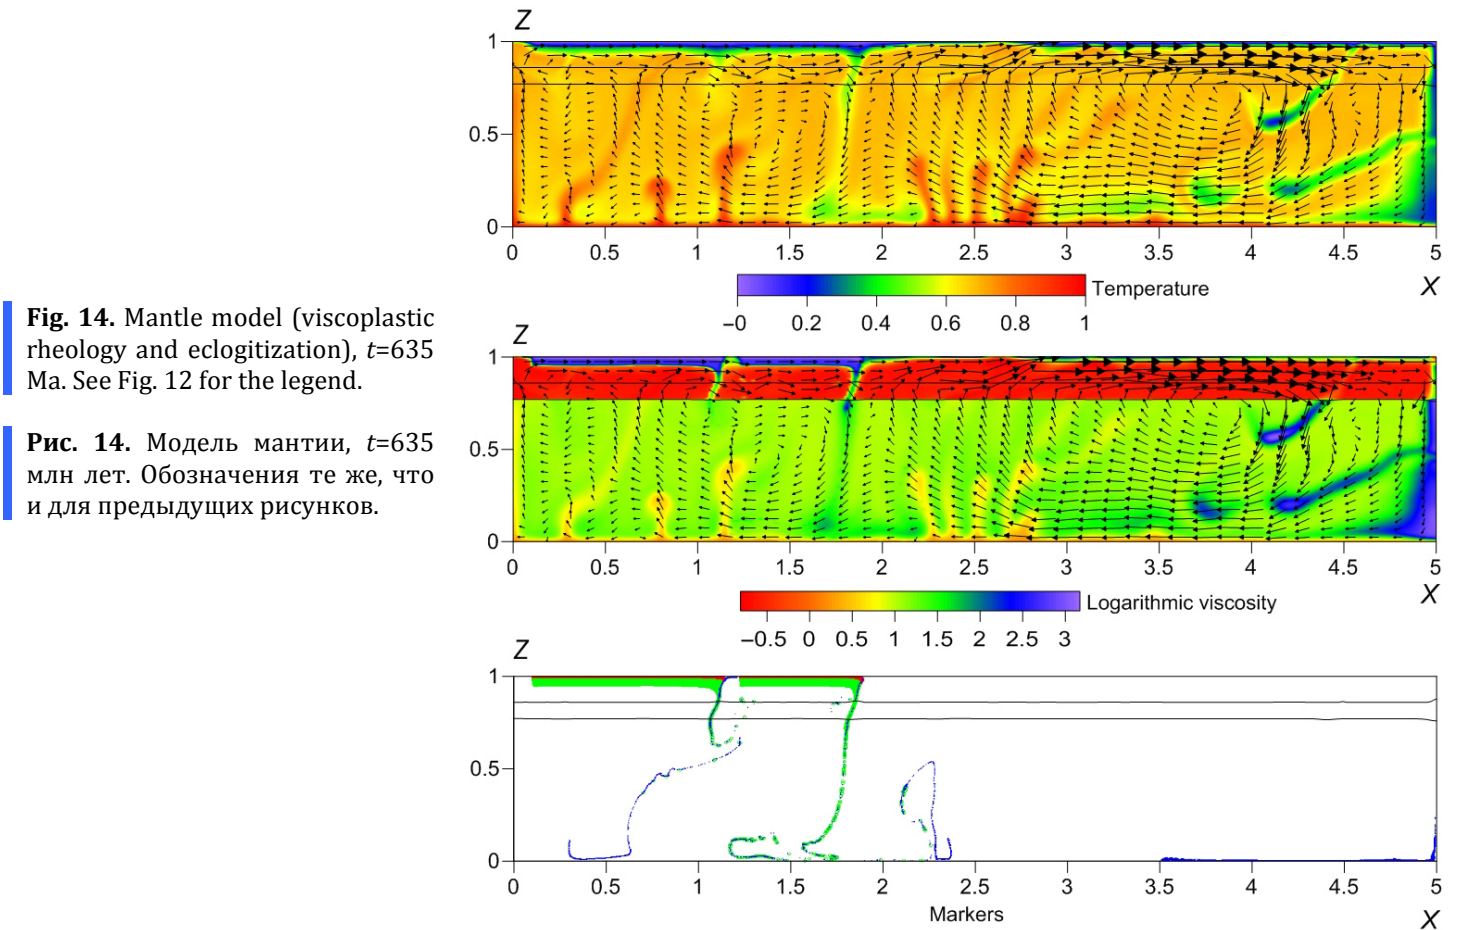 Z
1
0.5
0
0 0.5 1 1.5 2 2.5 3 3.5 4 4.5 5
X
Temperature
−0 0.2 0.4 0.6 0.8 1
Fig. 14. Mantle model (viscoplastic
rheology and eclogitization), t=635
Ma. See Fig. 12 for the legend.
Рис. 14. Модель мантии, t=635
млн лет. Обозначения те же, что
и для предыдущих рисунков.
Z
1
0.5
0
0 0.5 1 1.5 2 2.5 3 3.5 4 4.5 5
X
Logarithmic viscosity
−0.5 0 0.5 1 1.5 2 2.5 3
Z
1
0.5
0
0 0.5 1 1.5 2 2.5 3 3.5 4 4.5 5
Markers
X